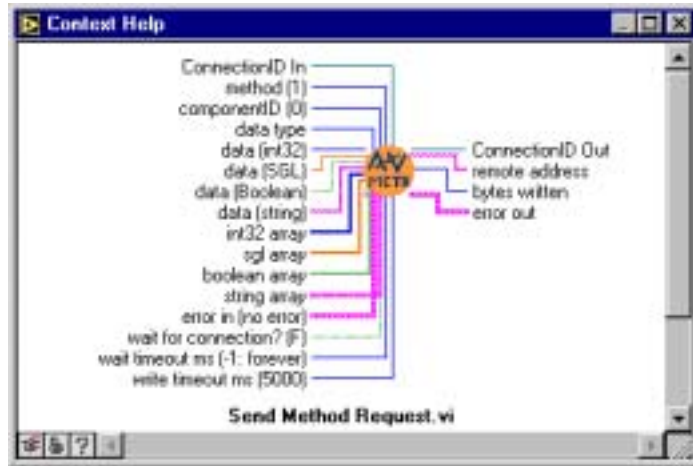 Context Help
ConnectionID In
method (1)
componentID (0)
data type
data (int32)
data (SGL)
data (Boolean)
data (string)
int32 array
sgl array
boolean array
string array
error in (no error)
wait for connection? (F)
wait timeout ms (-1: forever)
write timeout ms (5000)
METH
ConnectionID Out
remote address
bytes written
error out
Send Method Request.vi
?